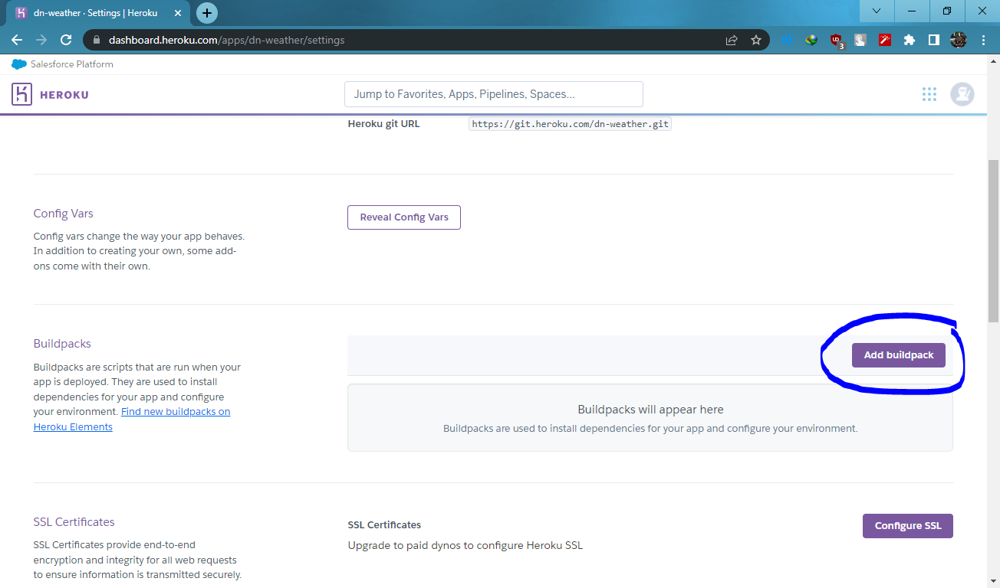 dn-weather · Settings | Heroku
dashboard.heroku.com/apps/dn-weather/settings
3
Salesforce Platform
HEROKU
Jump to Favorites, Apps, Pipelines, Spaces...
Heroku git URL
https://git.heroku.com/dn-weather.git
Config Vars
Reveal Config Vars
Config vars change the way your app behaves.
In addition to creating your own, some add-
ons come with their own.
Buildpacks
Add buildpack
Buildpacks are scripts that are run when your
app is deployed. They are used to install
dependencies for your app and configure
your environment. Find new buildpacks on
Heroku Elements
Buildpacks will appear here
Buildpacks are used to install dependencies for your app and configure your environment.
SSL Certificates
SSL Certificates provide end-to-end
encryption and integrity for all web requests
to ensure information is transmitted securely.
SSL Certificates
Upgrade to paid dynos to configure Heroku SSL
Configure SSL